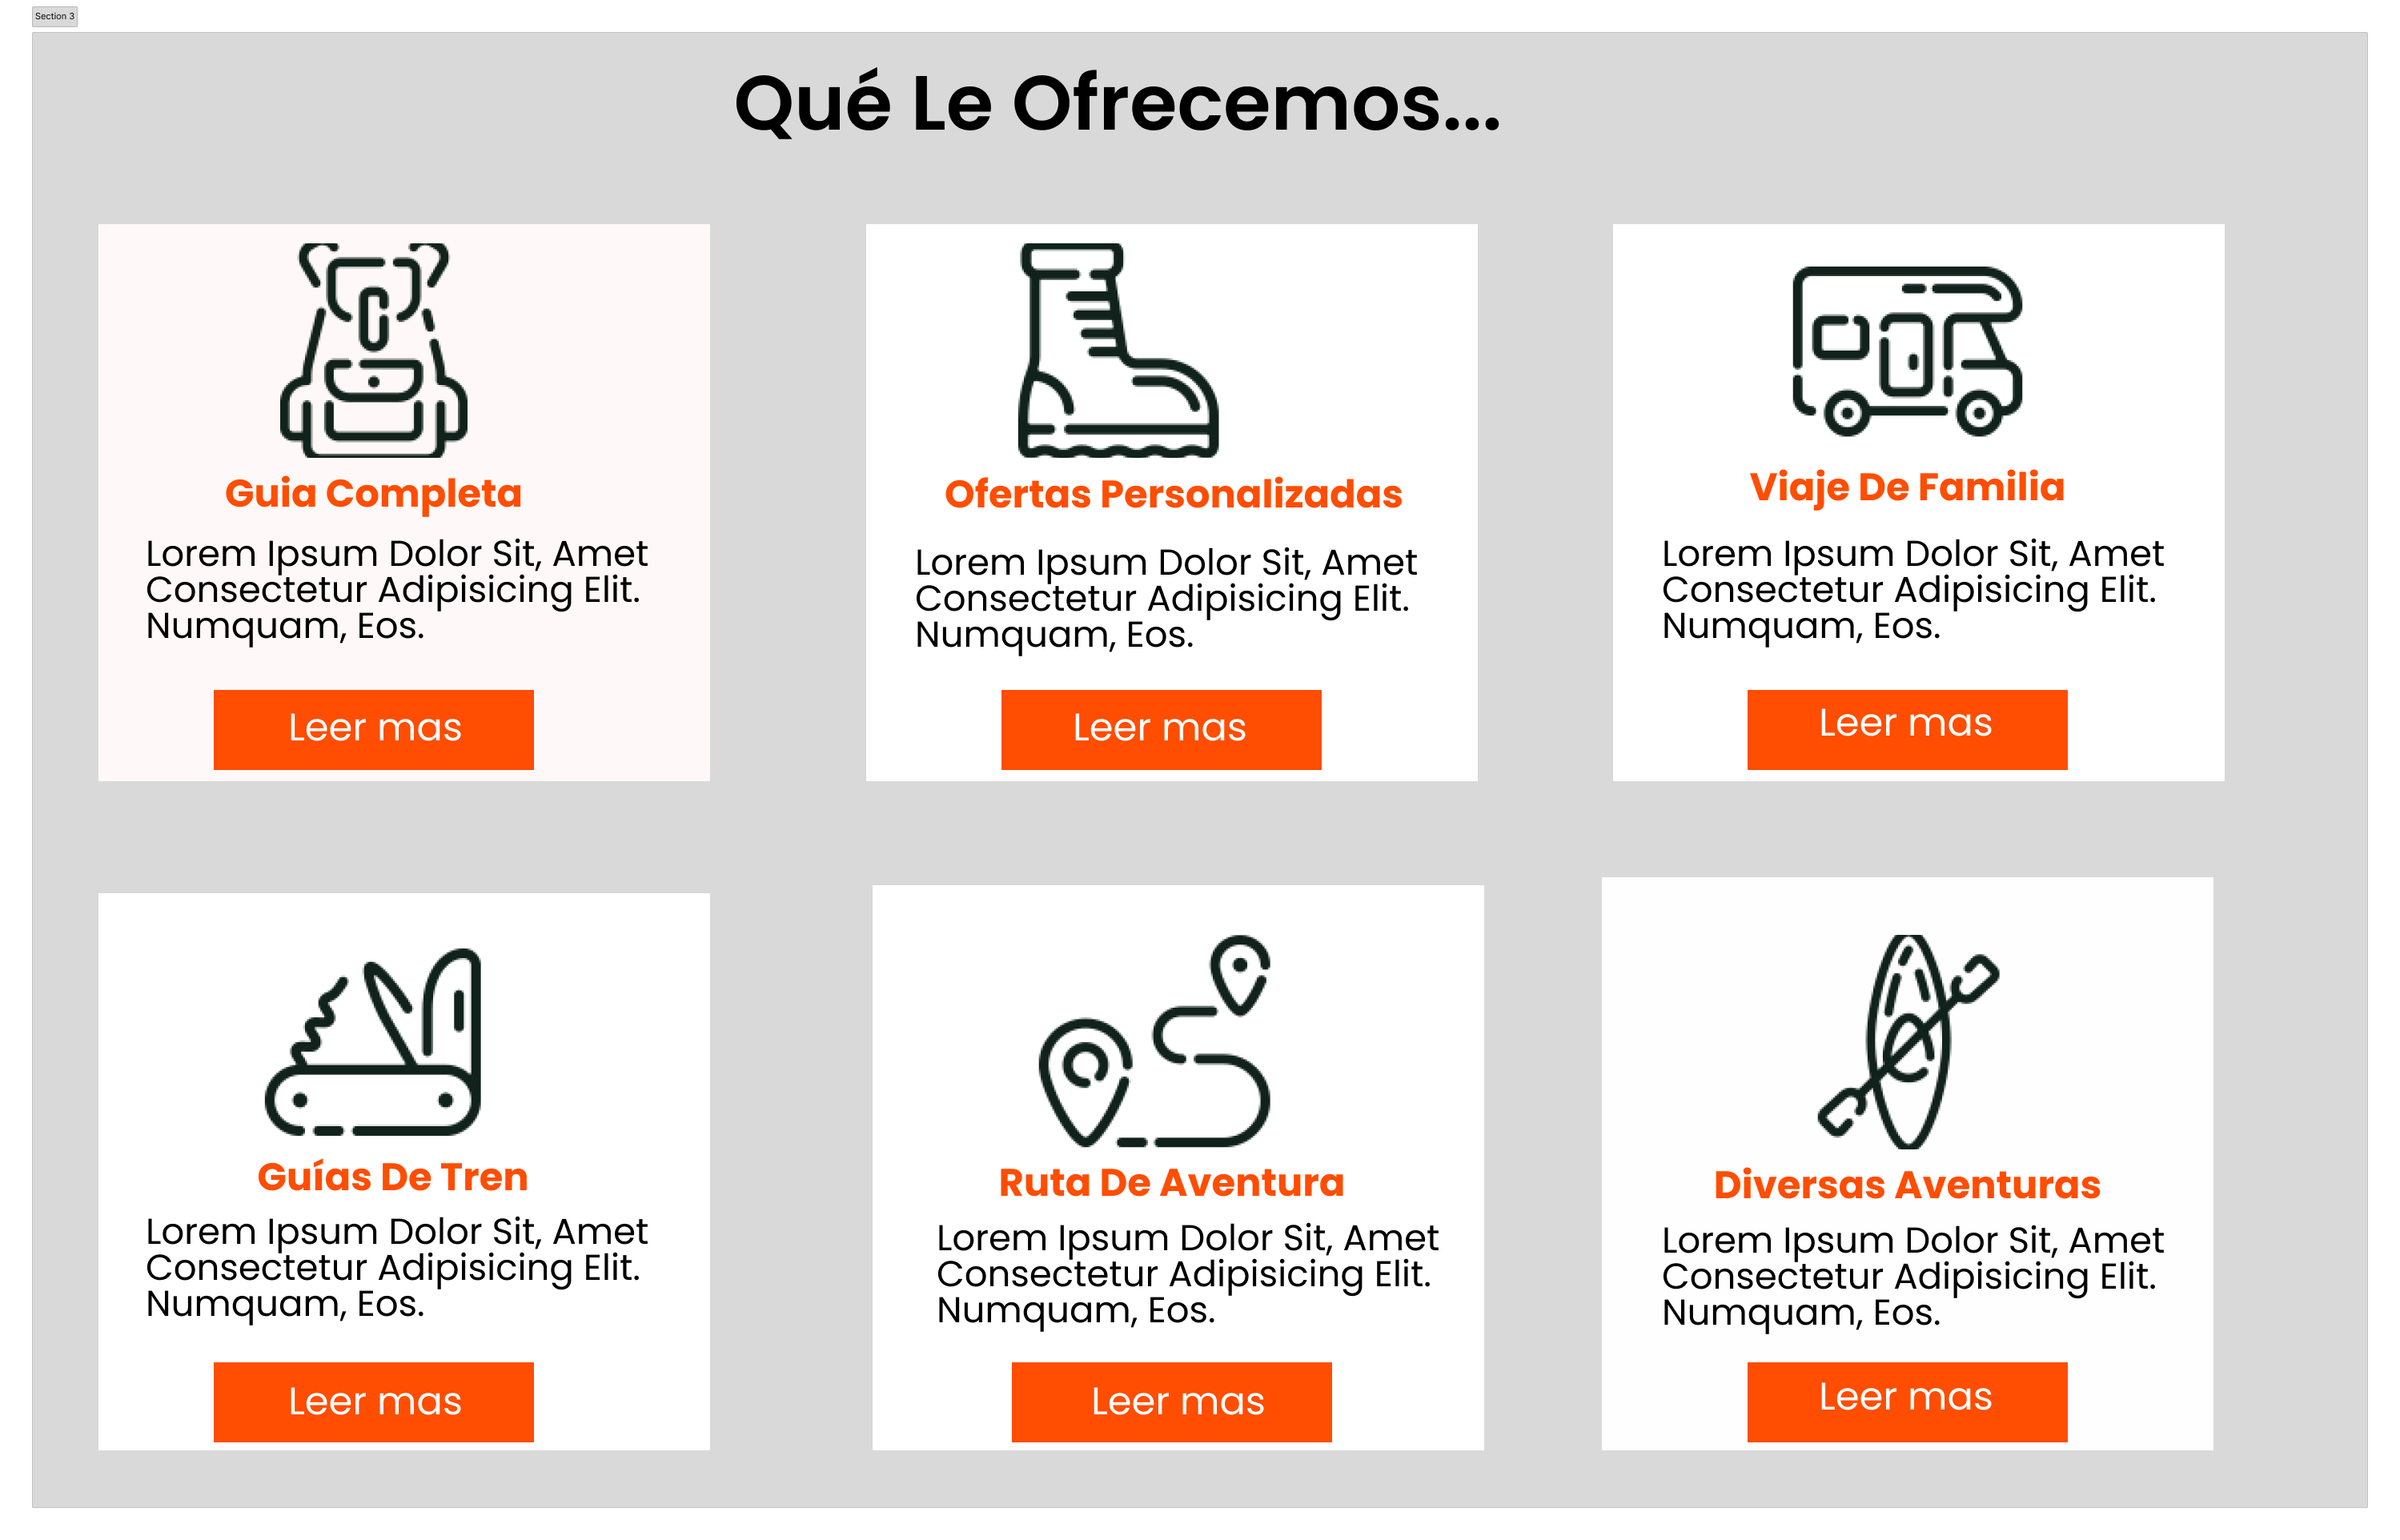 Section 3
Qué Le Ofrecemos...
Guia Completa
Lorem Ipsum Dolor Sit, Amet
Consectetur Adipisicing Elit.
Numquam, Eos.
Leer mas
Ofertas Personalizadas
Lorem Ipsum Dolor Sit, Amet
Consectetur Adipisicing Elit.
Numquam, Eos.
Leer mas
Viaje De Familia
Lorem Ipsum Dolor Sit, Amet
Consectetur Adipisicing Elit.
Numquam, Eos.
Leer mas
Guías De Tren
Lorem Ipsum Dolor Sit, Amet
Consectetur Adipisicing Elit.
Numquam, Eos.
Leer mas
Ruta De Aventura
Lorem Ipsum Dolor Sit, Amet
Consectetur Adipisicing Elit.
Numquam, Eos.
Leer mas
Diversas Aventuras
Lorem Ipsum Dolor Sit, Amet
Consectetur Adipisicing Elit.
Numquam, Eos.
Leer mas